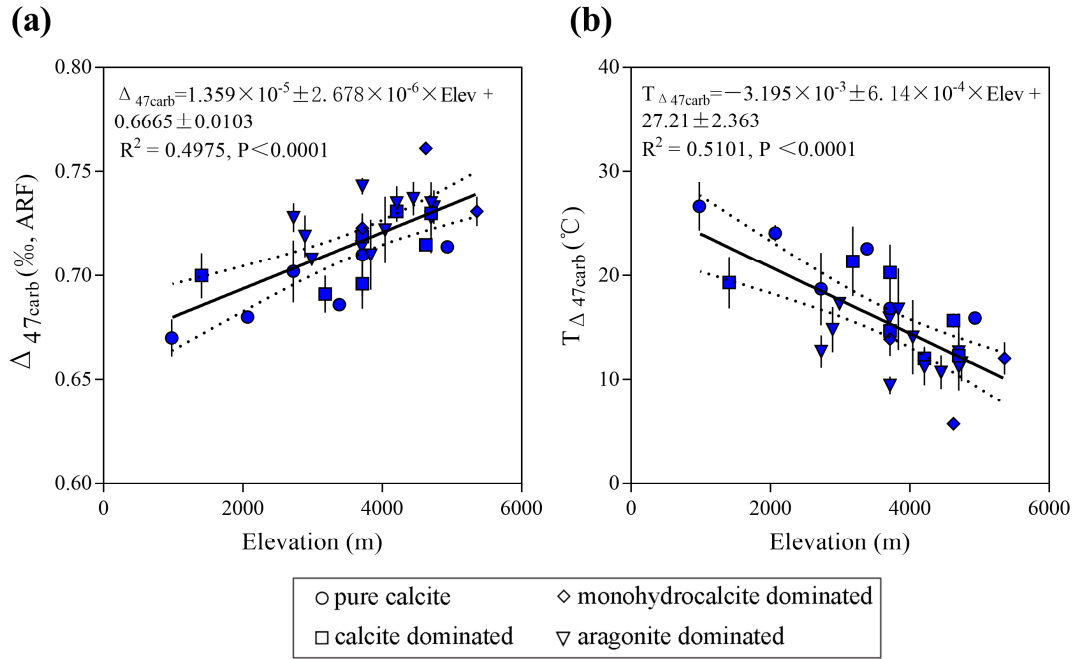 (a)
Δ47carb=1.359×10-5±2.678×10-6×Elev +
0.6665±0.0103
R2 = 0.4975, P<0.0001
0.80
0.75
0.70
0.65
0.60
Δ47carb(‰, ARF)
0 2000 4000 6000
Elevation (m)
(b)
TΔ47carb=−3.195×10-3±6.14×10-4×Elev +
27.21±2.363
R2 = 0.5101, P <0.0001
40
30
20
10
0
TΔ47carb(℃)
0 2000 4000 6000
Elevation (m)
pure calcite
monohydrocalcite dominated
calcite dominated
aragonite dominated